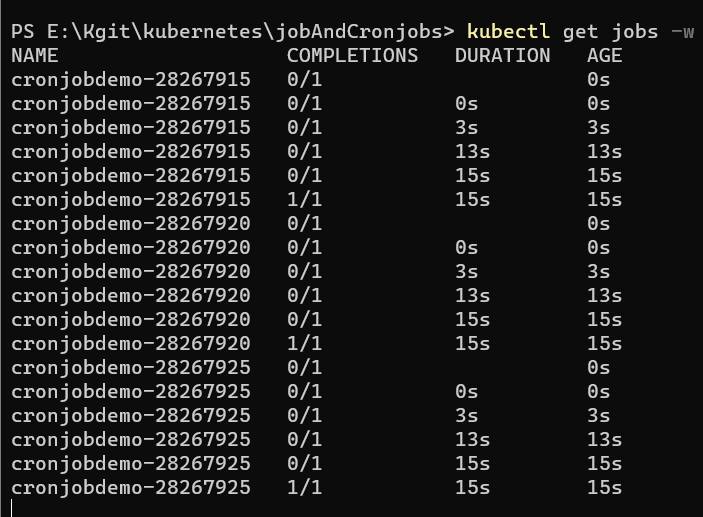 PS E:\Kgit\kubernetes\jobAndCronjobs> kubectl get jobs -w
NAME COMPLETIONS DURATION AGE
cronjobdemo-28267915 0/1 0s
cronjobdemo-28267915 0/1 0s 0s
cronjobdemo-28267915 0/1 3s 3s
cronjobdemo-28267915 0/1 13s 13s
cronjobdemo-28267915 0/1 15s 15s
cronjobdemo-28267915 1/1 15s 15s
cronjobdemo-28267920 0/1 0s
cronjobdemo-28267920 0/1 0s 0s
cronjobdemo-28267920 0/1 3s 3s
cronjobdemo-28267920 0/1 13s 13s
cronjobdemo-28267920 0/1 15s 15s
cronjobdemo-28267920 1/1 15s 15s
cronjobdemo-28267925 0/1 0s
cronjobdemo-28267925 0/1 0s 0s
cronjobdemo-28267925 0/1 3s 3s
cronjobdemo-28267925 0/1 13s 13s
cronjobdemo-28267925 0/1 15s 15s
cronjobdemo-28267925 1/1 15s 15s